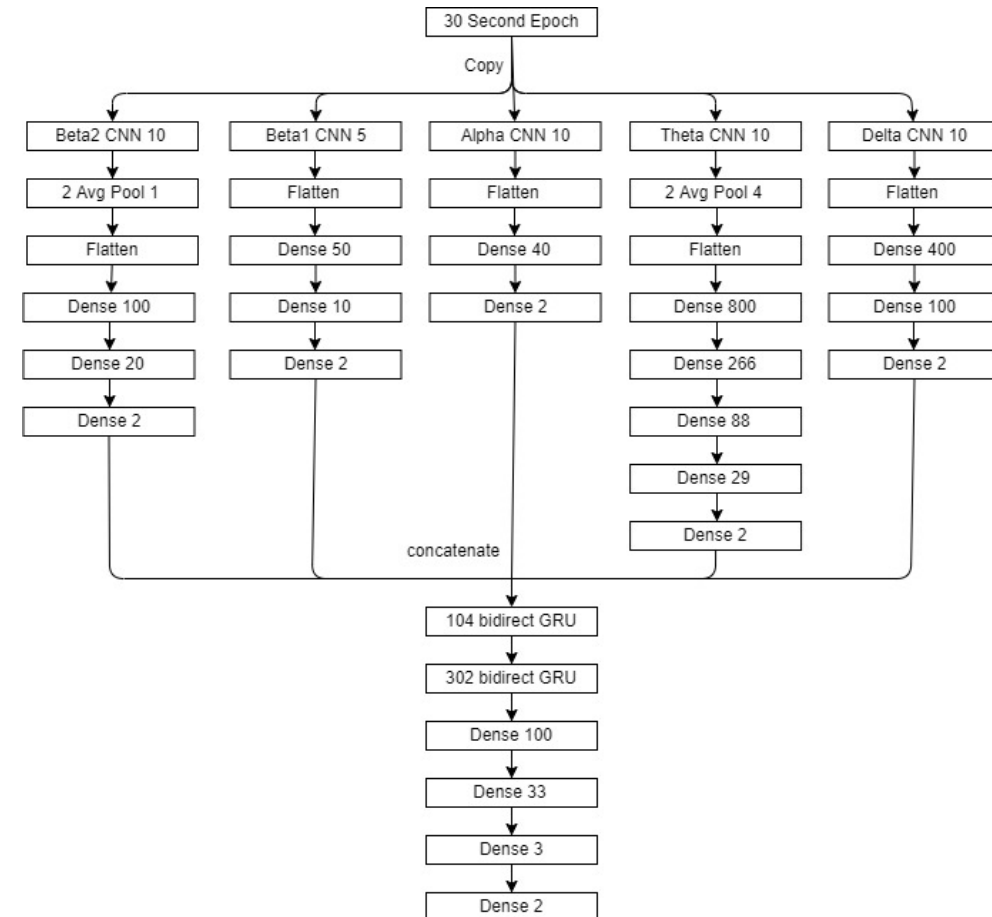 30 Second Epoch
Copy
Beta2 CNN 10
Beta1 CNN 5
Alpha CNN 10
Theta CNN 10
Delta CNN 10
2 Avg Pool 1
Flatten
Flatten
2 Avg Pool 4
Flatten
Flatten
Dense 50
Dense 40
Flatten
Dense 400
Dense 100
Dense 10
Dense 2
Dense 800
Dense 100
Dense 20
Dense 2
Dense 266
Dense 2
Dense 2
Dense 88
Dense 29
Dense 2
concatenate
104 bidirect GRU
302 bidirect GRU
Dense 100
Dense 33
Dense 3
Dense 2